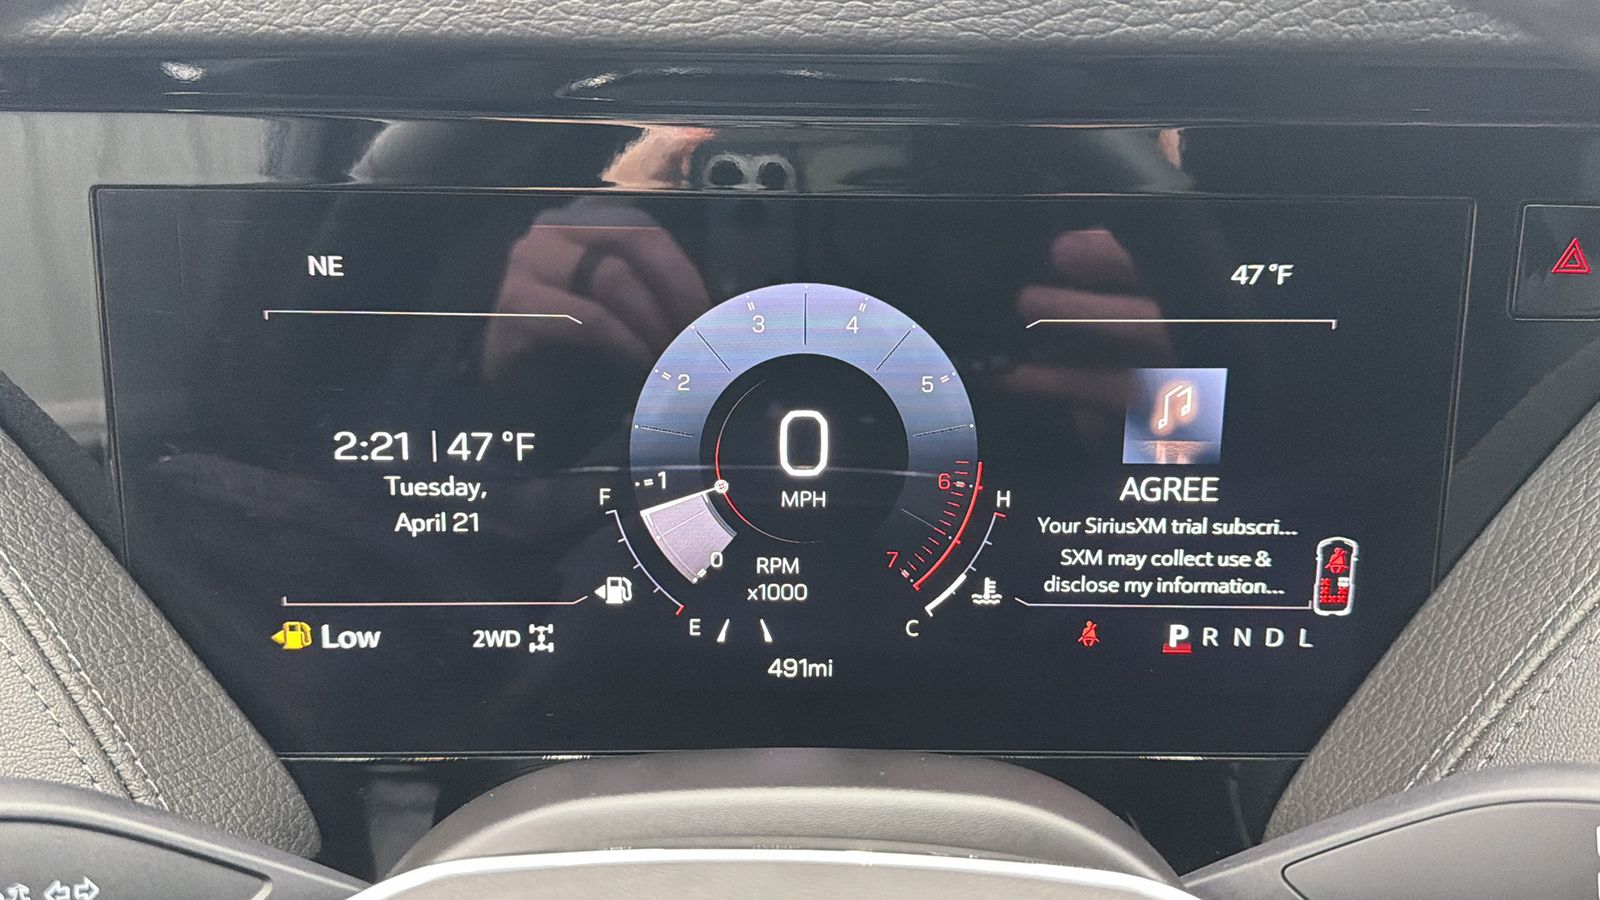 NE
47°F
3
4
2
5
2:21 | 47 °F
0
AGREE
1
6
Tuesday,
F
MPH
H
April 21
Your SiriusXM trial subscri...
0
RPM
7
SXM may collect use &
x1000
disclose my information...
Low
2WD
E
C
P R N D L
491mi